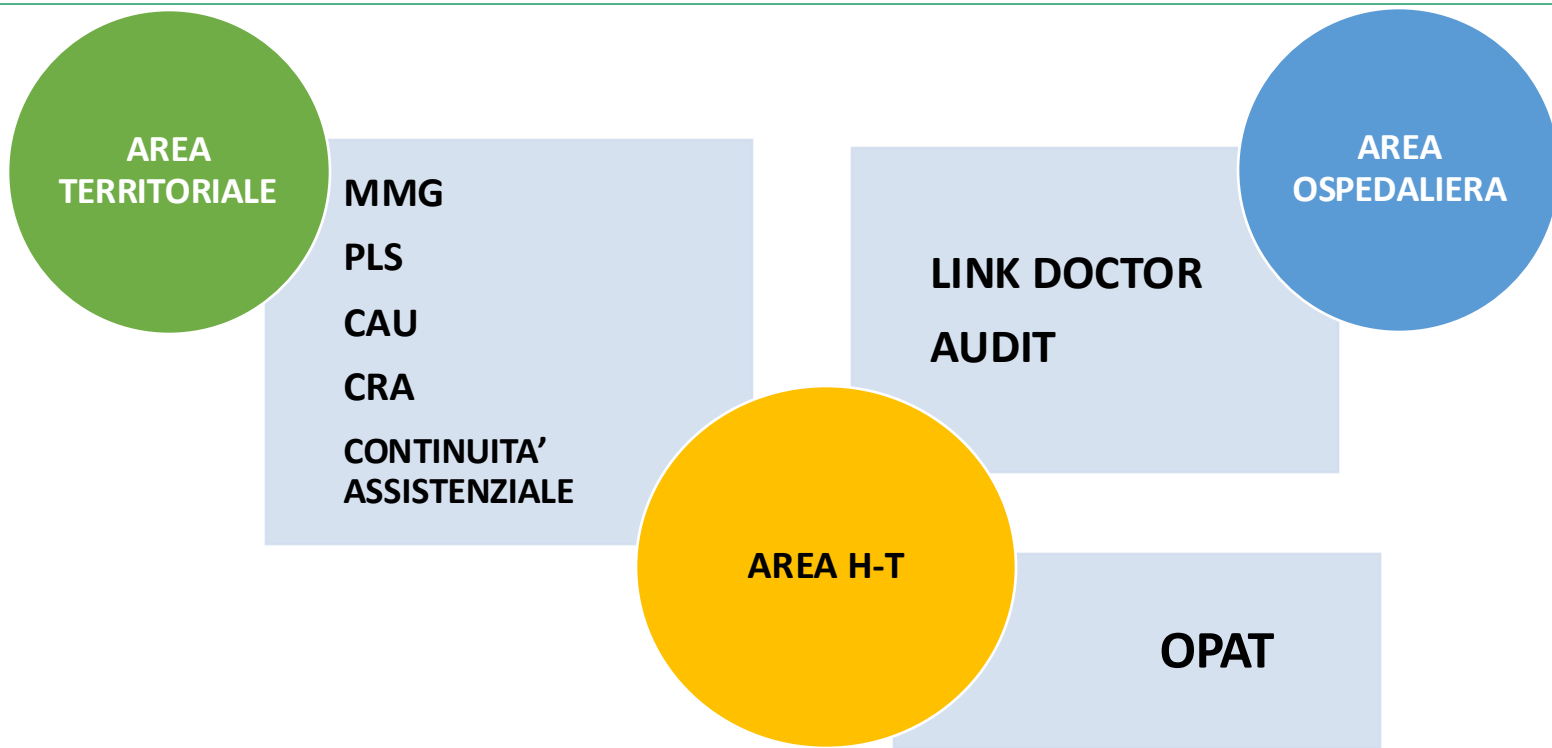 AREA
TERRITORIALE
MMG
PLS
CAU
CRA
CONTINUITA’
ASSISTENZIALE
AREA
OSPEDALIERA
LINK DOCTOR
AUDIT
AREA H-T
OPAT